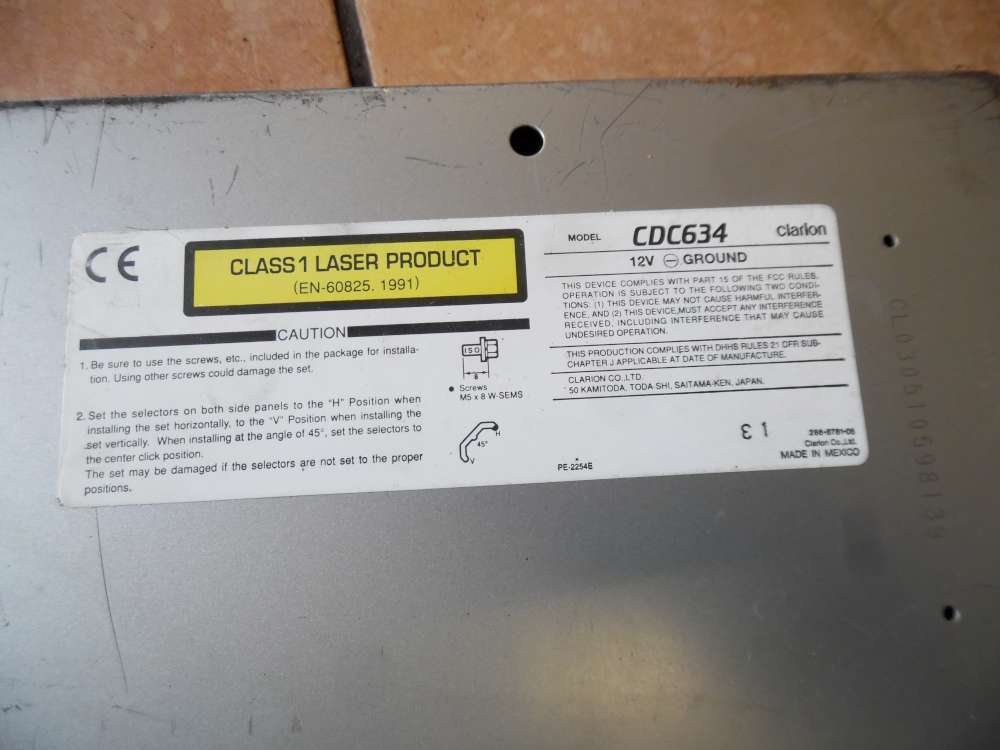 CE
CLASS 1 LASER PRODUCT
(EN-60825. 1991)
CAUTION
1. Be sure to use the screws, etc., included in the package for installa-
tion. Using other screws could damage the set.
ISO
8
● Screws
M5 x 8 W-SEMS
2. Set the selectors on both side panels to the "H" Position when
installing the set horizontally, to the "V" Position when installing the
set vertically. When installing at the angle of 45°, set the selectors to
the center click position.
The set may be damaged if the selectors are not set to the proper
positions.
H
45°
V
PE-2254E
MODEL CDC634 clarion
12V ⊖ GROUND
THIS DEVICE COMPLIES WITH PART 15 OF THE FCC RULES.
OPERATION IS SUBJECT TO THE FOLLOWING TWO CONDI-
TIONS: (1) THIS DEVICE MAY NOT CAUSE HARMFUL INTERFER-
ENCE, AND (2) THIS DEVICE, MUST ACCEPT ANY INTERFERENCE
RECEIVED, INCLUDING INTERFERENCE THAT MAY CAUSE
UNDESIRED OPERATION.
THIS PRODUCTION COMPLIES WITH DHHS RULES 21 CFR SUB-
CHAPTER J APPLICABLE AT DATE OF MANUFACTURE.
CLARION CO., LTD.
50 KAMITODA, TODA-SHI, SAITAMA-KEN, JAPAN.
ε 1
Clarion Co., Ltd.
MADE IN MEXICO